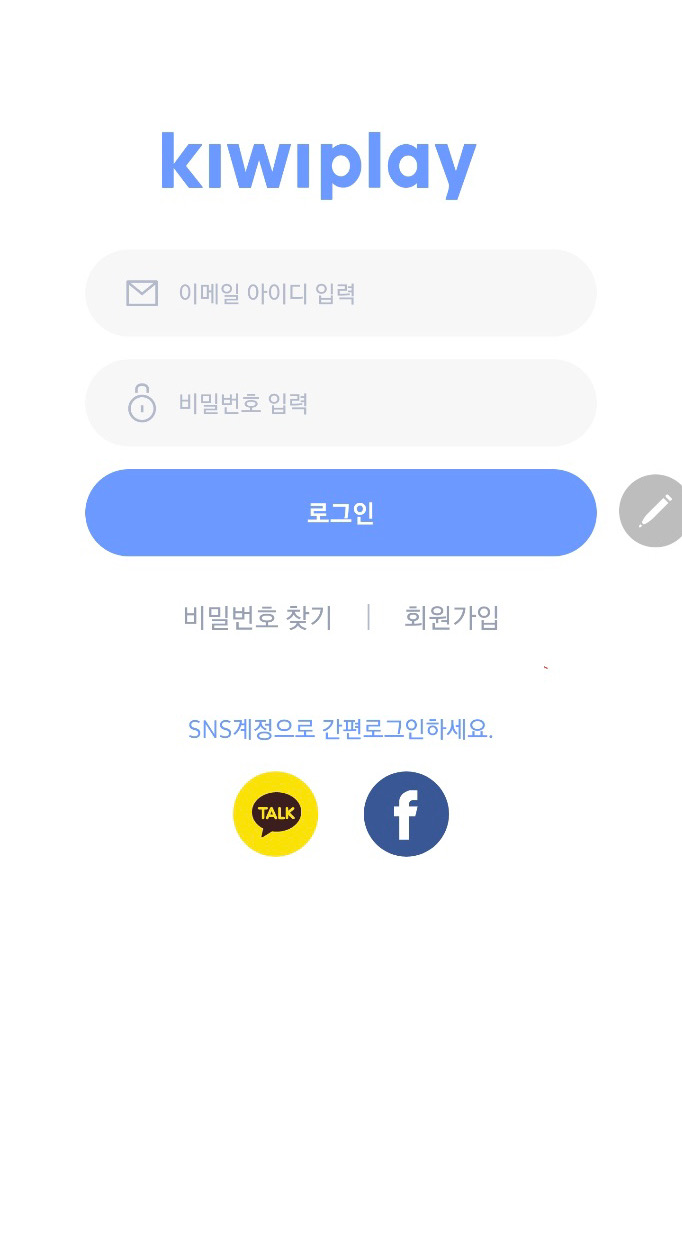 kıwıplay
이메일 아이디 입력
비밀번호 입력
로그인
비밀번호 찾기 | 회원가입
SNS계정으로 간편로그인하세요.
TALK f